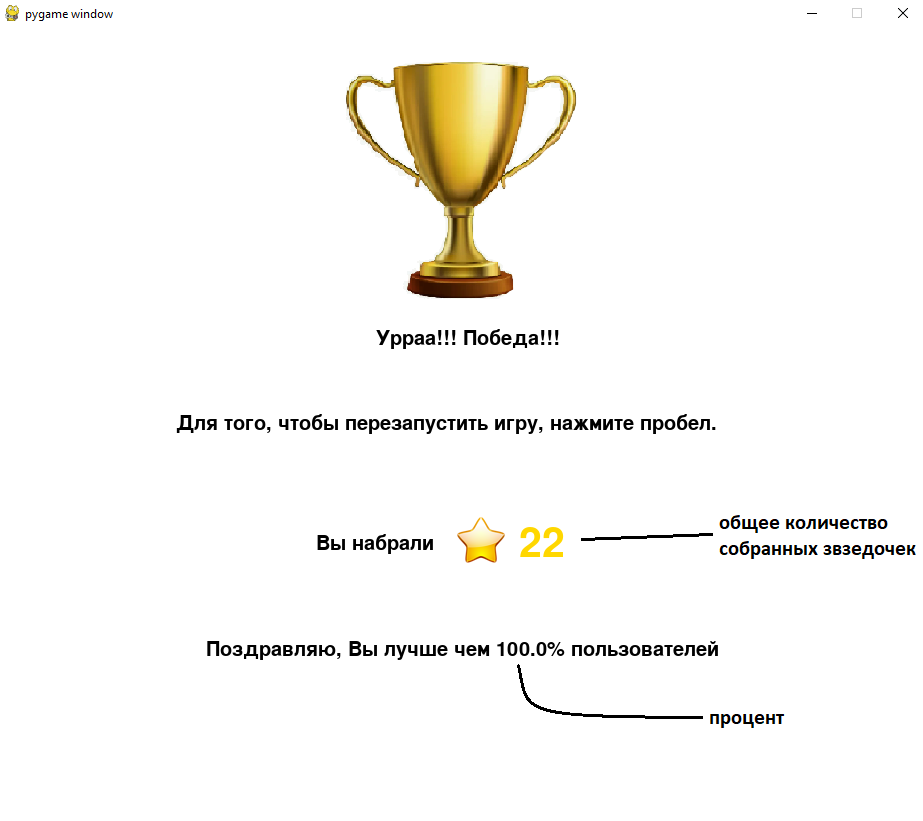 pygame window
Урраа!!! Победа!!!
Для того, чтобы перезапустить игру, нажмите пробел.
Вы набрали 22
общее количество
собранных звзедочек
Поздравляю, Вы лучше чем 100.0% пользователей
процент